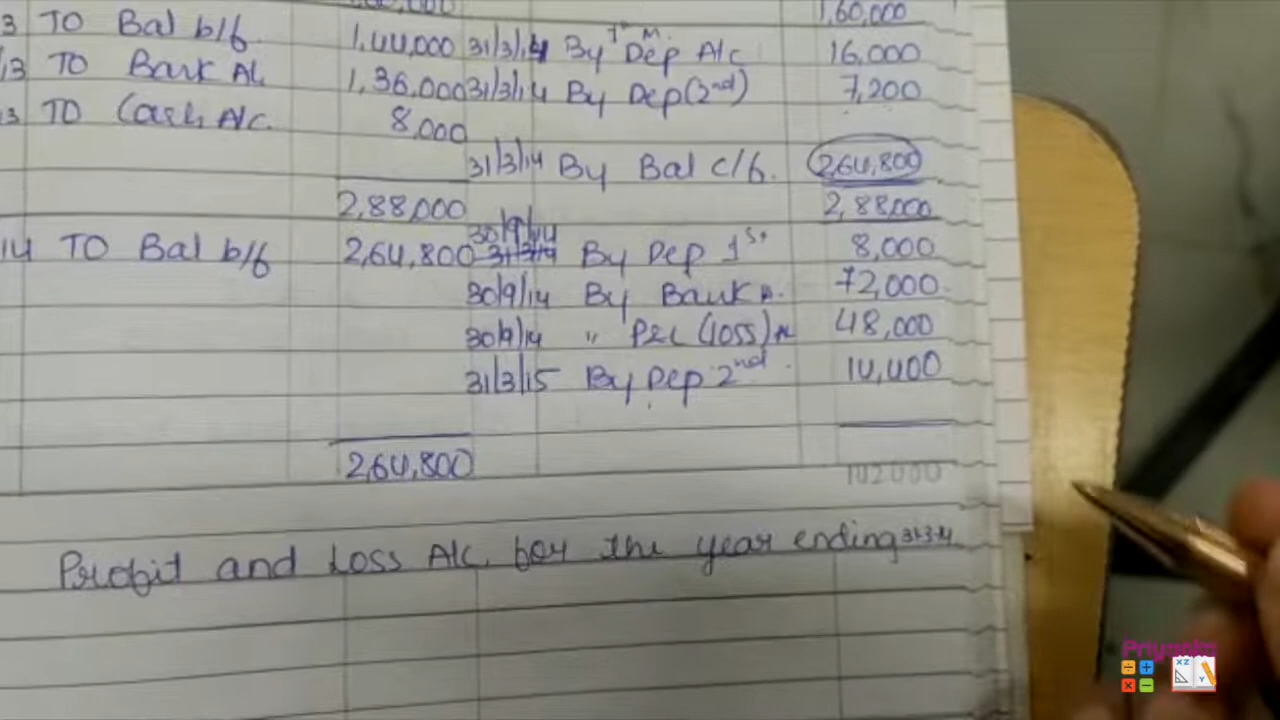 1,60,000
3 TO Bal b/f 1,44,000 31/3/14 By 1st M. Dep A/c 16,000
13 TO Bank A/c 1,36,000 31/3/14 By Dep (2nd) 7,200
3 TO Cash A/c. 8,000
31/3/14 By Bal c/f. 264,800
2,88,000 2,88,000
14 TO Bal b/f 2,64,800 30/9/14 By Dep 1st 8,000
30/9/14 By Bank A. 72,000
30/9/14 " P&L (loss) A/c 48,000
31/3/15 By Dep 2nd 14,400
2,64,800 102000
Profit and Loss A/c. for the year ending 31-3-14
Priyanka